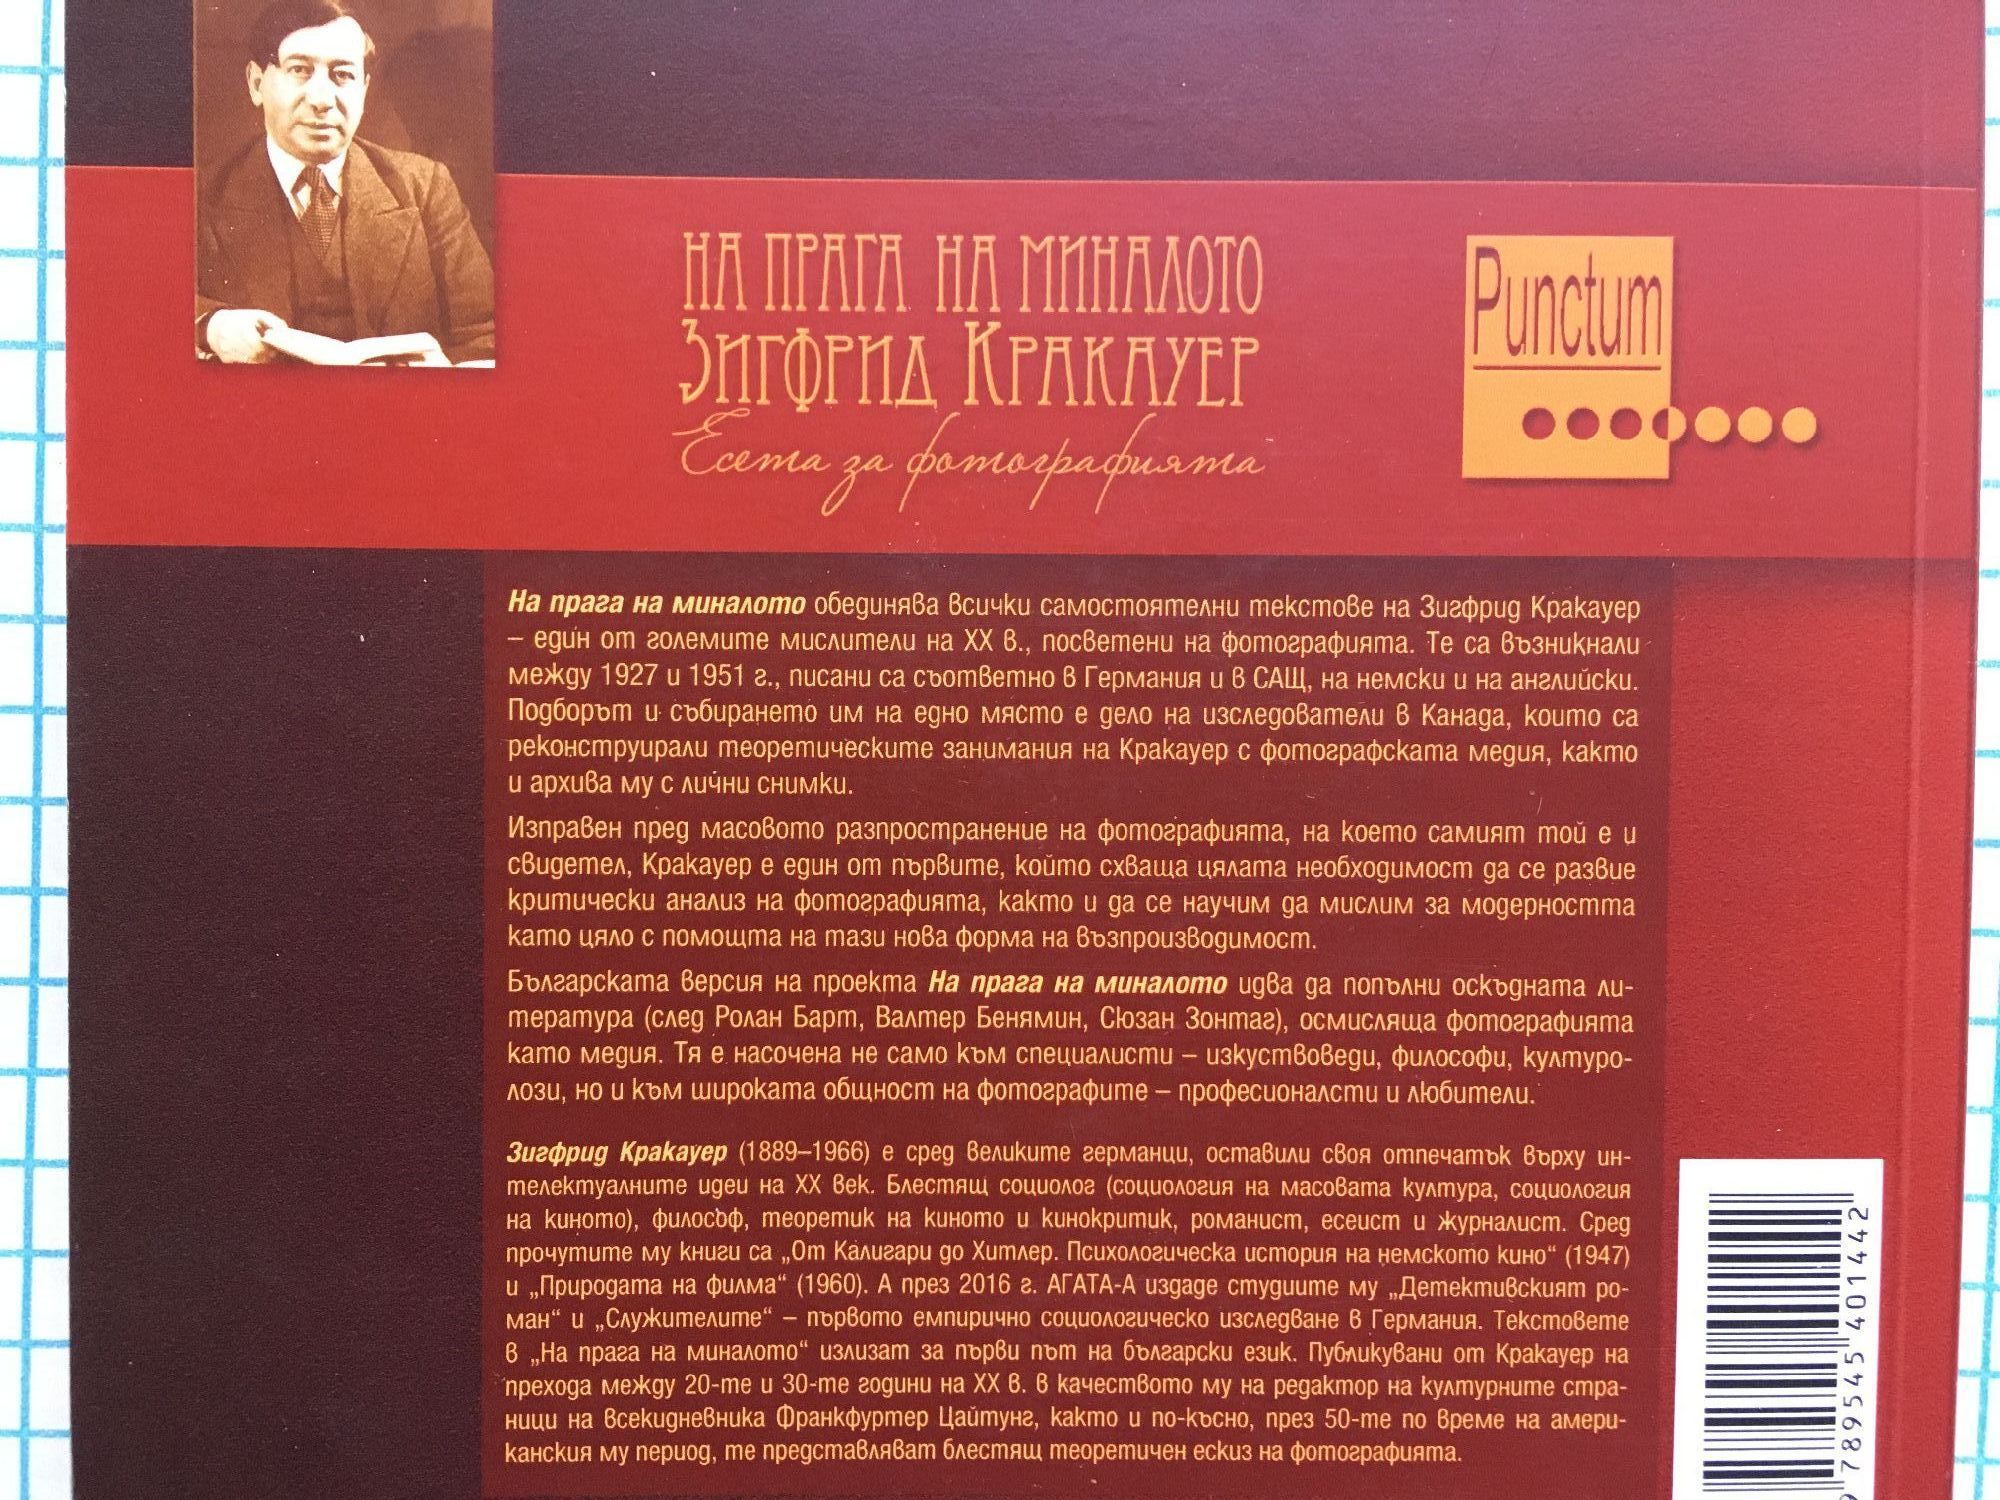 НА ПРАГА НА МИНАЛОТО
ЗИГФРИД КРАКАУЕР
Есета за фотографията
Punctum
На прага на миналото обединява всички самостоятелни текстове на Зигфрид Кракауер
– един от големите мислители на XX в., посветени на фотографията. Те са възникнали
между 1927 и 1951 г., писани са съответно в Германия и в САЩ, на немски и на английски.
Подборът и събирането им на едно място е дело на изследователи в Канада, които са
реконструирали теоретическите занимания на Кракауер с фотографската медия, както
и архива му с лични снимки.
Изправен пред масовото разпространение на фотографията, на което самият той е и
свидетел, Кракауер е един от първите, който схваща цялата необходимост да се развие
критически анализ на фотографията, както и да се научим да мислим за модерността
като цяло с помощта на тази нова форма на възпроизводимост.
Българската версия на проекта На прага на миналото идва да попълни оскъдната ли-
тература (след Ролан Барт, Валтер Бенямин, Сюзан Зонтаг), осмисляща фотографията
като медия. Тя е насочена не само към специалисти – изкуствоведи, философи, културо-
лози, но и към широката общност на фотографите – професионалсти и любители.
Зигфрид Кракауер (1889–1966) е сред великите германци, оставили своя отпечатък върху ин-
телектуалните идеи на XX век. Блестящ социолог (социология на масовата култура, социология
на киното), философ, теоретик на киното и кинокритик, романист, есеист и журналист. Сред
прочутите му книги са „От Калигари до Хитлер. Психологическа история на немското кино“ (1947)
и „Природата на филма“ (1960). А през 2016 г. АГАТА-А издаде студиите му „Детективският ро-
ман“ и „Служителите“ – първото емпирично социологическо изследване в Германия. Текстовете
в „На прага на миналото“ излизат за първи път на български език. Публикувани от Кракауер на
прехода между 20-те и 30-те години на XX в. в качеството му на редактор на културните стра-
ници на всекидневника Франкфуртер Цайтунг, както и по-късно, през 50-те по време на амери-
канския му период, те представляват блестящ теоретичен ескиз на фотографията.
9 789545 401442